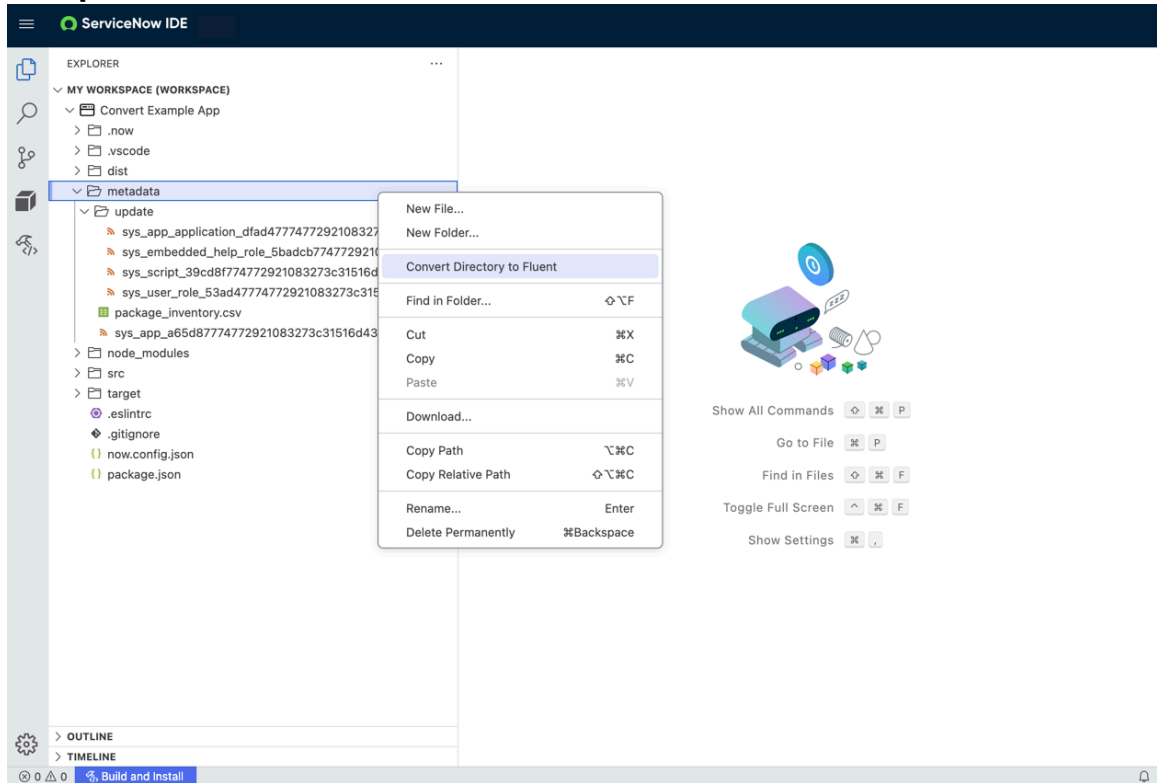 ServiceNow IDE
EXPLORER
MY WORKSPACE (WORKSPACE)
Convert Example App
.now
.vscode
dist
metadata
update
sys_app_application_dfad4777477292108327
sys_embedded_help_role_5badcb7747729210
sys_script_39cd8f774772921083273c31516d
sys_user_role_53ad47774772921083273c315
package_inventory.csv
sys_app_a65d87774772921083273c31516d43
node_modules
src
target
.eslintrc
.gitignore
now.config.json
package.json
OUTLINE
TIMELINE
New File...
New Folder...
Convert Directory to Fluent
Find in Folder... ⇧⌥F
Cut ⌘X
Copy ⌘C
Paste ⌘V
Download...
Copy Path ⌥⌘C
Copy Relative Path ⇧⌥⌘C
Rename... Enter
Delete Permanently ⌘Backspace
Show All Commands ⇧ ⌘ P
Go to File ⌘ P
Find in Files ⇧ ⌘ F
Toggle Full Screen ^ ⌘ F
Show Settings ⌘ ,
0 0 Build and Install